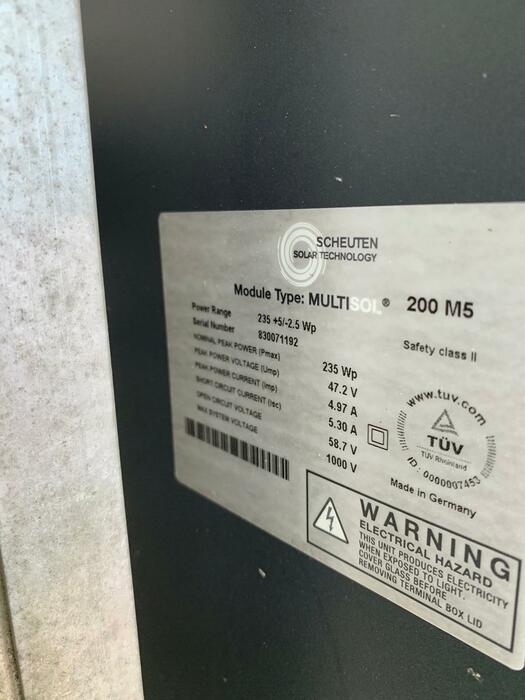 SCHEUTEN
SOLAR TECHNOLOGY
Module Type: MULTISOL® 200 M5
Power Range 235 +5/-2.5 Wp
Serial Number 830071192
Safety class II
NOMINAL PEAK POWER (Pmax) 235 Wp
PEAK POWER VOLTAGE (Ump) 47.2 V
PEAK POWER CURRENT (Imp) 4.97 A
SHORT CIRCUIT CURRENT (Isc) 5.30 A
OPEN CIRCUIT VOLTAGE 58.7 V
MAX SYSTEM VOLTAGE 1000 V
www.tuv.com
TÜV
TÜV Rheinland
ID: 0000007453
Made in Germany
WARNING
ELECTRICAL HAZARD
THIS UNIT PRODUCES ELECTRICITY
WHEN EXPOSED TO LIGHT.
COVER GLASS BEFORE
REMOVING TERMINAL BOX LID